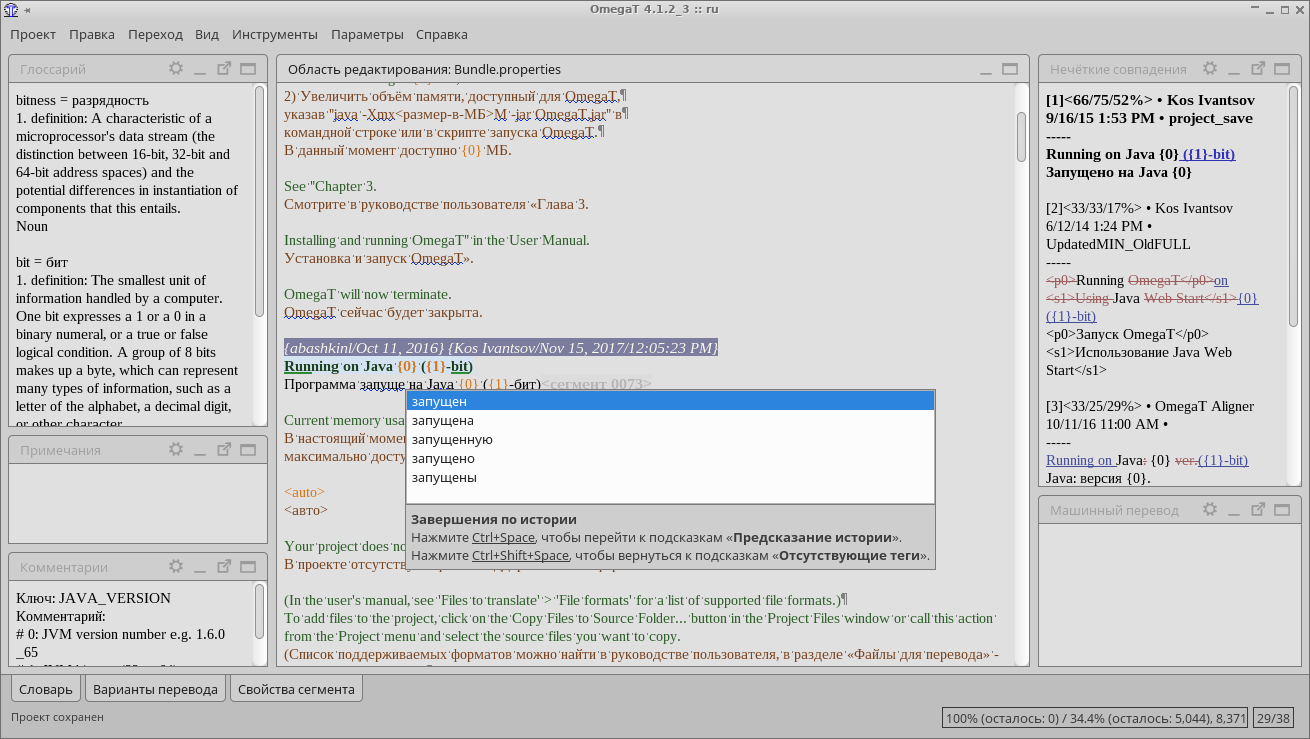 OmegaT 4.1.2_3 :: ru
Проект Правка Переход Вид Инструменты Параметры Справка
Глоссарий
bitness = разрядность
1. definition: A characteristic of a
microprocessor's data stream (the
distinction between 16-bit, 32-bit and
64-bit address spaces) and the
potential differences in instantiation of
components that this entails.
Noun
bit = бит
1. definition: The smallest unit of
information handled by a computer.
One bit expresses a 1 or a 0 in a
binary numeral, or a true or false
logical condition. A group of 8 bits
makes up a byte, which can represent
many types of information, such as a
letter of the alphabet, a decimal digit,
or other character.
Примечания
Комментарии
Ключ: JAVA_VERSION
Комментарий:
# 0: JVM version number e.g. 1.6.0
_65
Область редактирования: Bundle.properties
2) Увеличить объём памяти, доступный для OmegaT,¶
указав "java -Xmx<размер-в-МБ>M -jar OmegaT.jar" в¶
командной строке или в скрипте запуска OmegaT.¶
В данный момент доступно {0} МБ.
See "Chapter 3.
Смотрите в руководстве пользователя «Глава 3.
Installing and running OmegaT" in the User Manual.
Установка и запуск OmegaT».
OmegaT will now terminate.
OmegaT сейчас будет закрыта.
{abashkinl/Oct 11, 2016} {Kos Ivantsov/Nov 15, 2017/12:05:23 PM}
Running on Java {0} ({1}-bit)
Программа запуще на Java {0} ({1}-бит)<сегмент 0073>
запущен
запущена
запущенную
запущено
запущены
Завершения по истории
Нажмите Ctrl+Space, чтобы перейти к подсказкам «Предсказание истории».
Нажмите Ctrl+Shift+Space, чтобы вернуться к подсказкам «Отсутствующие теги».
Current memory usa
В настоящий момен
максимально досту
<auto>
<авто>
Your project does no
В проекте отсутству
(In the user's manual, see 'Files to translate' > 'File formats' for a list of supported file formats.)¶
To add files to the project, click on the Copy Files to Source Folder... button in the Project Files window or call this action
from the Project menu and select the source files you want to copy.
(Список поддерживаемых форматов можно найти в руководстве пользователя, в разделе «Файлы для перевода» -
Нечёткие совпадения
[1]<66/75/52%> • Kos Ivantsov
9/16/15 1:53 PM • project_save
-----
Running on Java {0} ({1}-bit)
Запущено на Java {0}
[2]<33/33/17%> • Kos Ivantsov
6/12/14 1:24 PM •
UpdatedMIN_OldFULL
-----
<p0>Running OmegaT</p0>on
<s1>Using Java Web Start</s1>{0}
({1}-bit)
<p0>Запуск OmegaT</p0>
<s1>Использование Java Web
Start</s1>
[3]<33/25/29%> • OmegaT Aligner
10/11/16 11:00 AM •
-----
Running on Java: {0} ver.({1}-bit)
Java: версия {0}.
Машинный перевод
Словарь Варианты перевода Свойства сегмента
Проект сохранен
100% (осталось: 0) / 34.4% (осталось: 5,044), 8,371
29/38